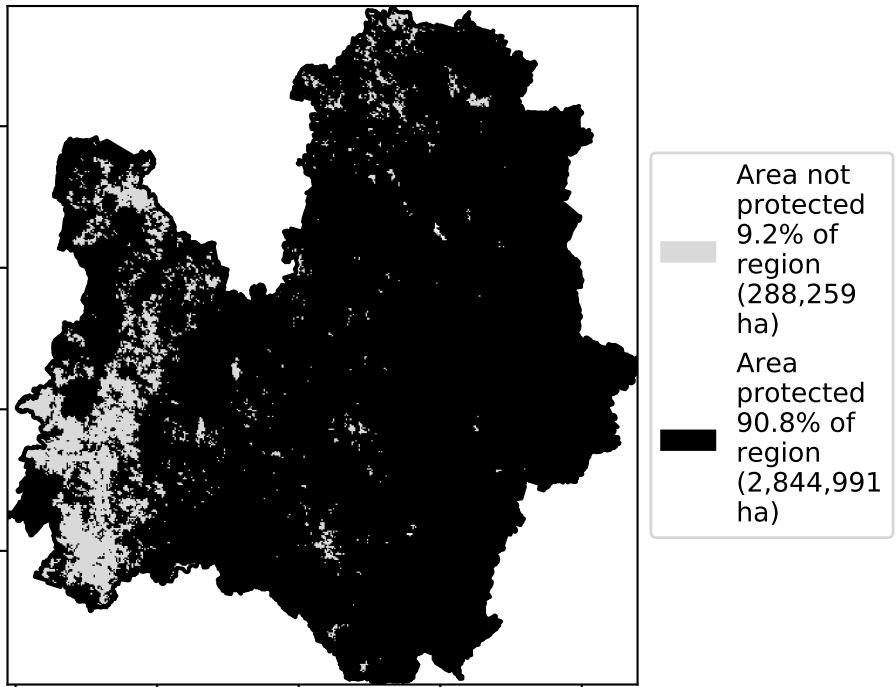 Area not
protected
9.2% of
region
(288,259
ha)
Area
protected
90.8% of
region
(2,844,991
ha)